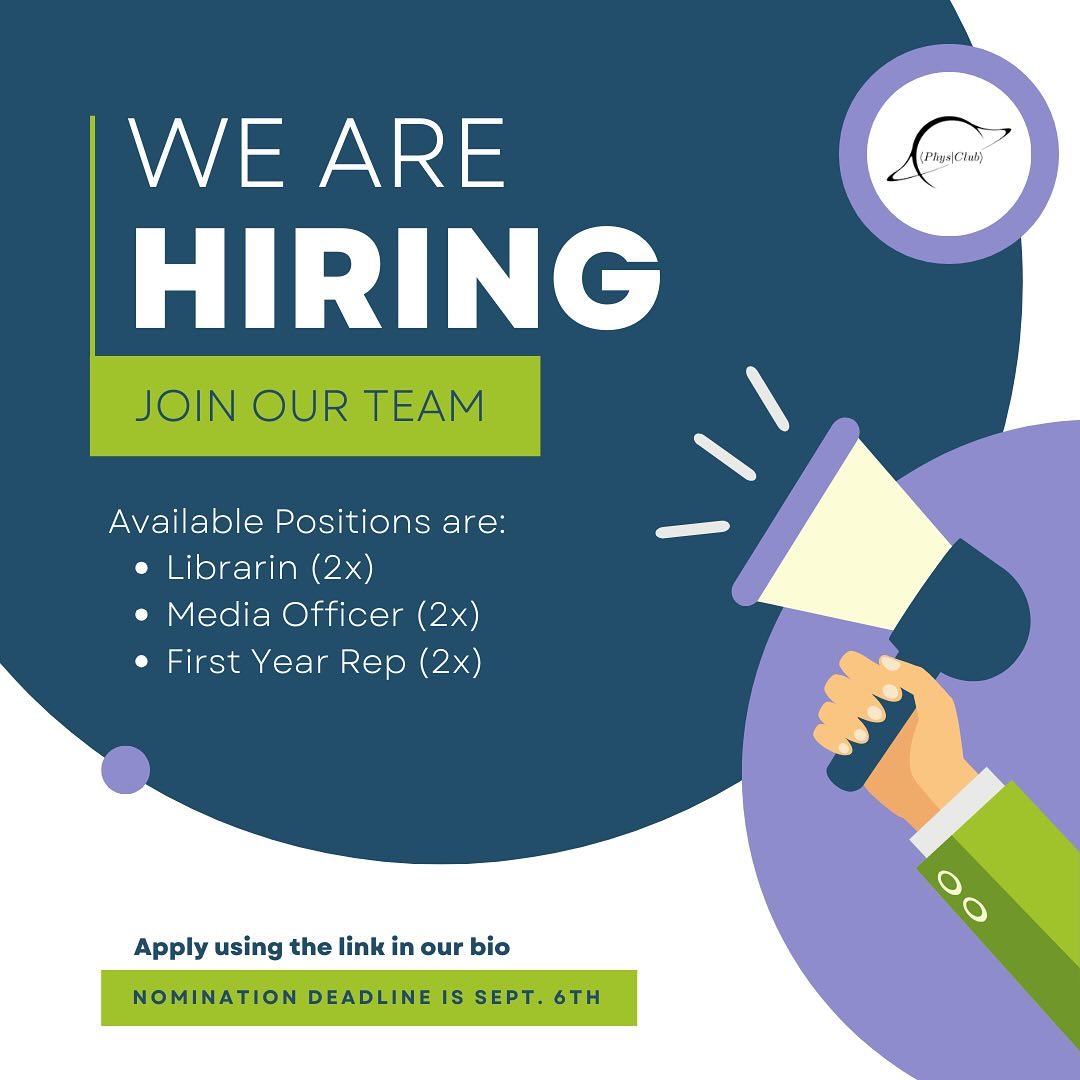 WE ARE
HIRING
JOIN OUR TEAM
⟨Phys|Club⟩
Available Positions are:
• Librarin (2x)
• Media Officer (2x)
• First Year Rep (2x)
Apply using the link in our bio
NOMINATION DEADLINE IS SEPT. 6TH